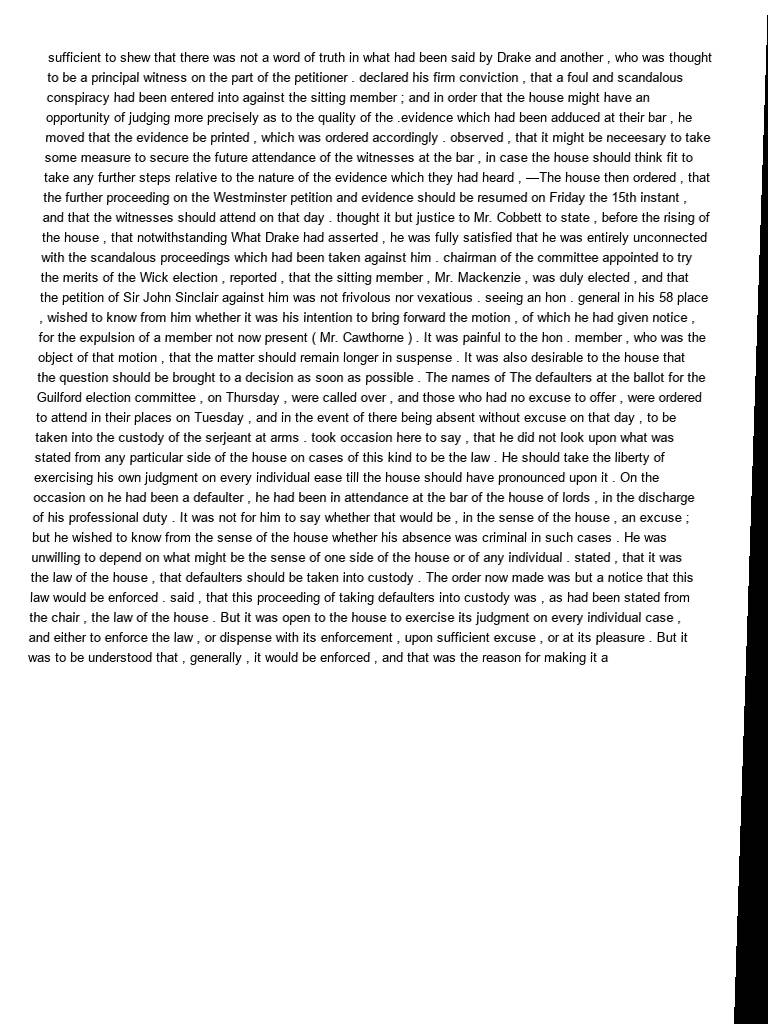 sufficient to shew that there was not a word of truth in what had been said by Drake and another , who was thought
to be a principal witness on the part of the petitioner . declared his firm conviction , that a foul and scandalous
conspiracy had been entered into against the sitting member ; and in order that the house might have an
opportunity of judging more precisely as to the quality of the .evidence which had been adduced at their bar , he
moved that the evidence be printed , which was ordered accordingly . observed , that it might be neceesary to take
some measure to secure the future attendance of the witnesses at the bar , in case the house should think fit to
take any further steps relative to the nature of the evidence which they had heard , —The house then ordered , that
the further proceeding on the Westminster petition and evidence should be resumed on Friday the 15th instant ,
and that the witnesses should attend on that day . thought it but justice to Mr. Cobbett to state , before the rising of
the house , that notwithstanding What Drake had asserted , he was fully satisfied that he was entirely unconnected
with the scandalous proceedings which had been taken against him . chairman of the committee appointed to try
the merits of the Wick election , reported , that the sitting member , Mr. Mackenzie , was duly elected , and that
the petition of Sir John Sinclair against him was not frivolous nor vexatious . seeing an hon . general in his 58 place
, wished to know from him whether it was his intention to bring forward the motion , of which he had given notice ,
for the expulsion of a member not now present ( Mr. Cawthorne ) . It was painful to the hon . member , who was the
object of that motion , that the matter should remain longer in suspense . It was also desirable to the house that
the question should be brought to a decision as soon as possible . The names of The defaulters at the ballot for the
Guilford election committee , on Thursday , were called over , and those who had no excuse to offer , were ordered
to attend in their places on Tuesday , and in the event of there being absent without excuse on that day , to be
taken into the custody of the serjeant at arms . took occasion here to say , that he did not look upon what was
stated from any particular side of the house on cases of this kind to be the law . He should take the liberty of
exercising his own judgment on every individual ease till the house should have pronounced upon it . On the
occasion on he had been a defaulter , he had been in attendance at the bar of the house of lords , in the discharge
of his professional duty . It was not for him to say whether that would be , in the sense of the house , an excuse ;
but he wished to know from the sense of the house whether his absence was criminal in such cases . He was
unwilling to depend on what might be the sense of one side of the house or of any individual . stated , that it was
the law of the house , that defaulters should be taken into custody . The order now made was but a notice that this
law would be enforced . said , that this proceeding of taking defaulters into custody was , as had been stated from
the chair , the law of the house . But it was open to the house to exercise its judgment on every individual case ,
and either to enforce the law , or dispense with its enforcement , upon sufficient excuse , or at its pleasure . But it
was to be understood that , generally , it would be enforced , and that was the reason for making it a